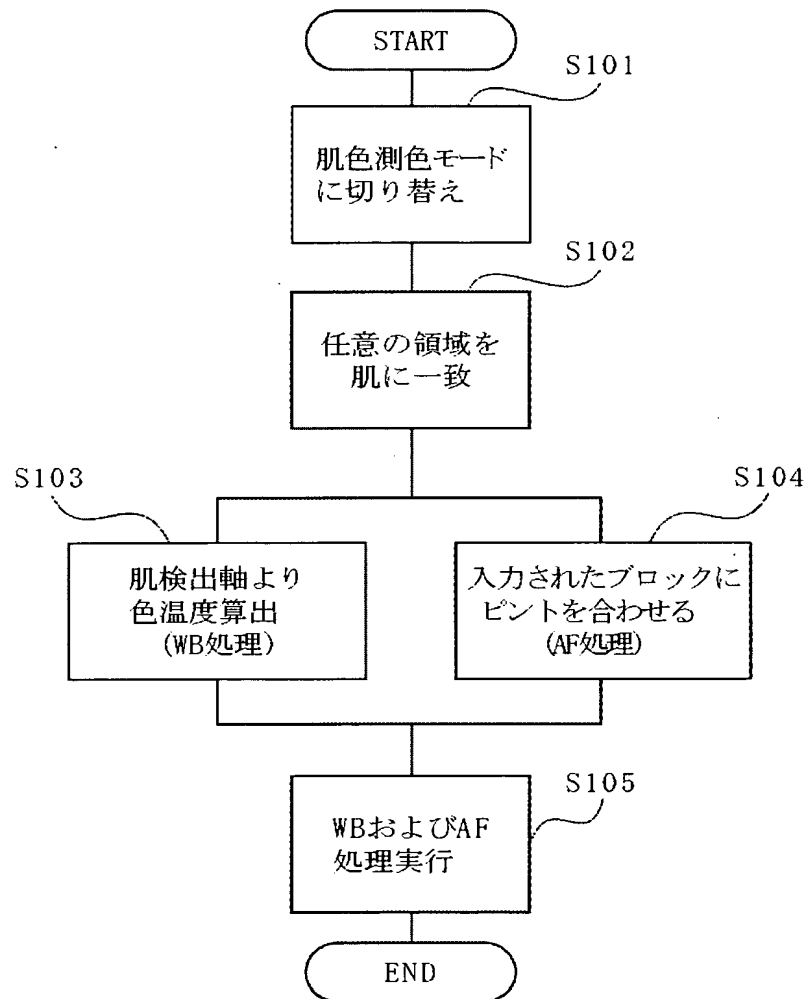 START
S101
肌色測色モード
に切り替え
S102
任意の領域を
肌に一致
S103
肌検出軸より
色温度算出
(WB処理)
S104
入力されたブロックに
ピントを合わせる
(AF処理)
S105
WBおよびAF
処理実行
END